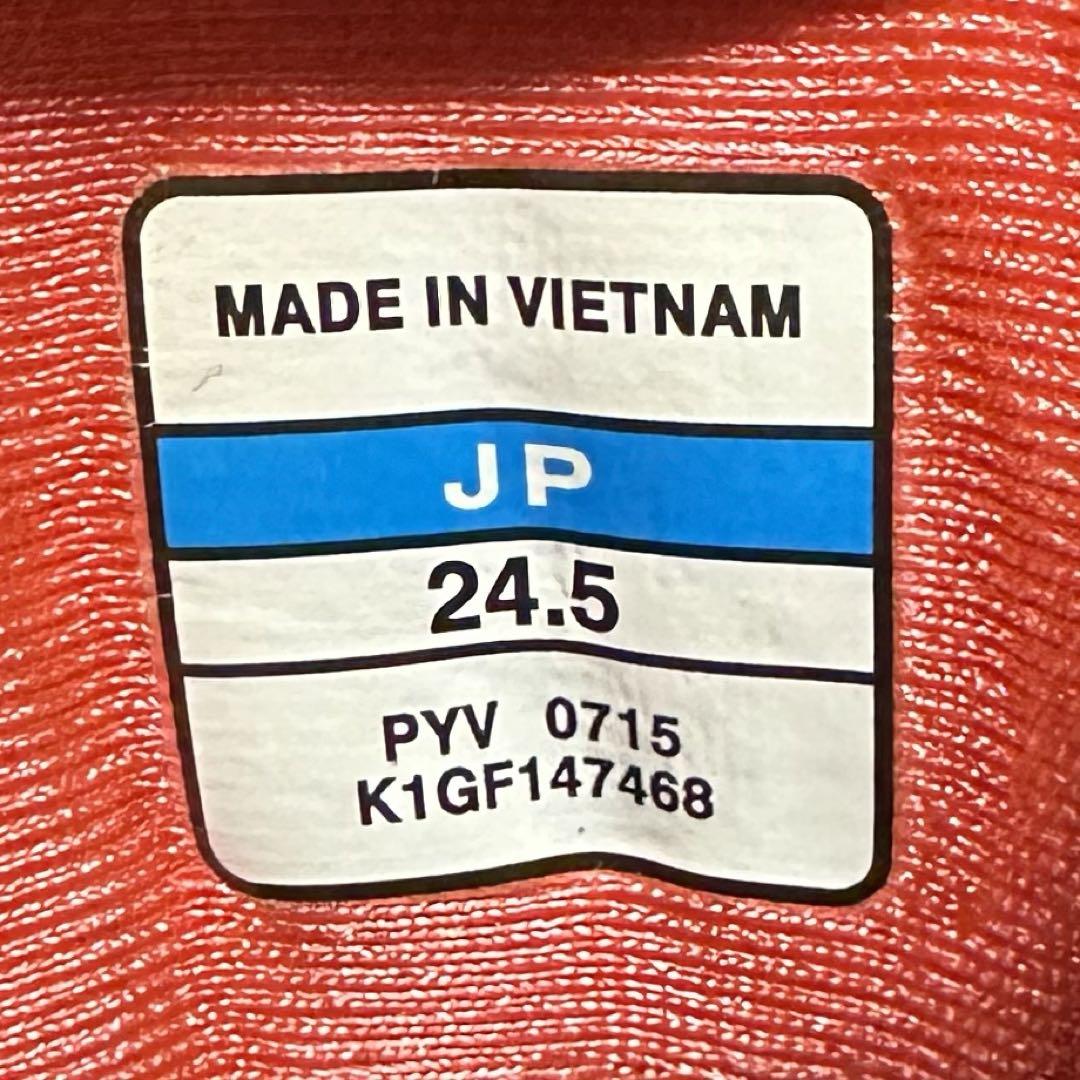 MADE IN VIETNAM
JP
24.5
PYV 0715
K1GF147468